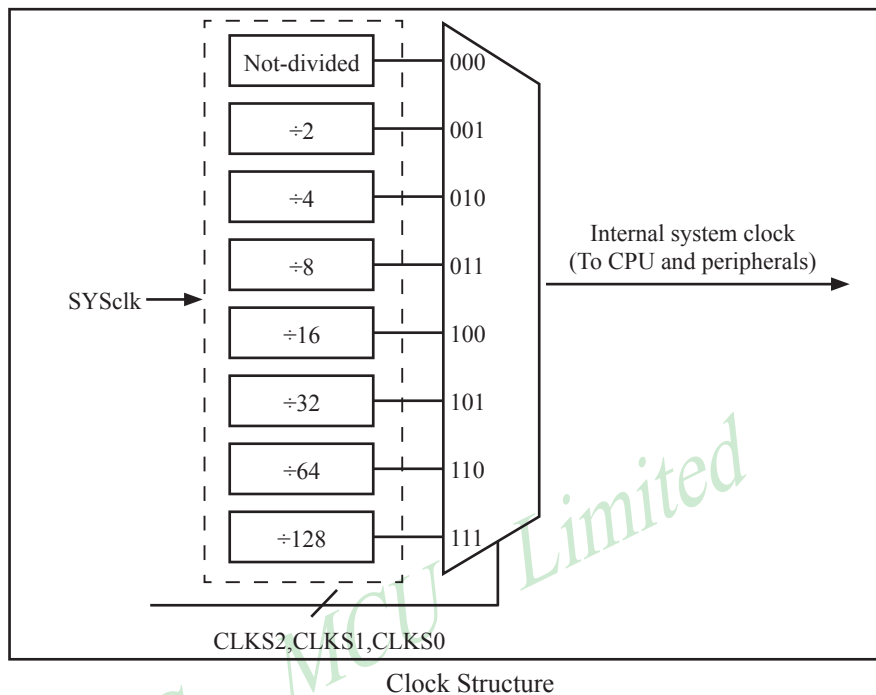 Not-divided 000
÷2 001
÷4 010
÷8 011
÷16 100
÷32 101
÷64 110
÷128 111
SYSclk
Internal system clock
(To CPU and peripherals)
CLKS2,CLKS1,CLKS0
MCU Limited
Clock Structure